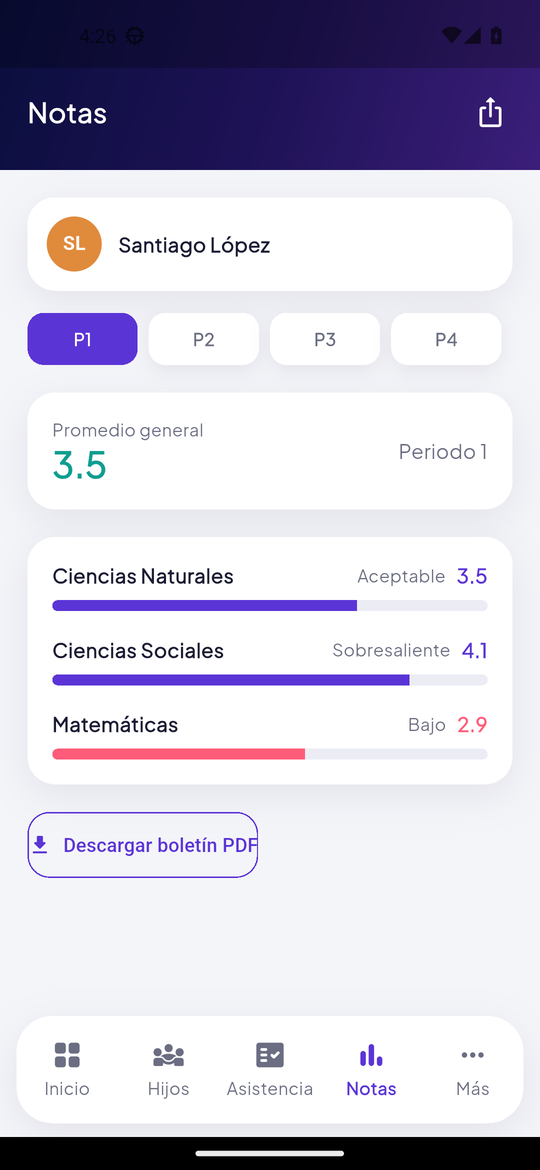 4:26
Notas
SL
Santiago López
P1
P2
P3
P4
Promedio general
3.5
Periodo 1
Ciencias Naturales
Aceptable
3.5
Ciencias Sociales
Sobresaliente
4.1
Matemáticas
Bajo
2.9
Descargar boletín PDF
Inicio
Hijos
Asistencia
Notas
Más